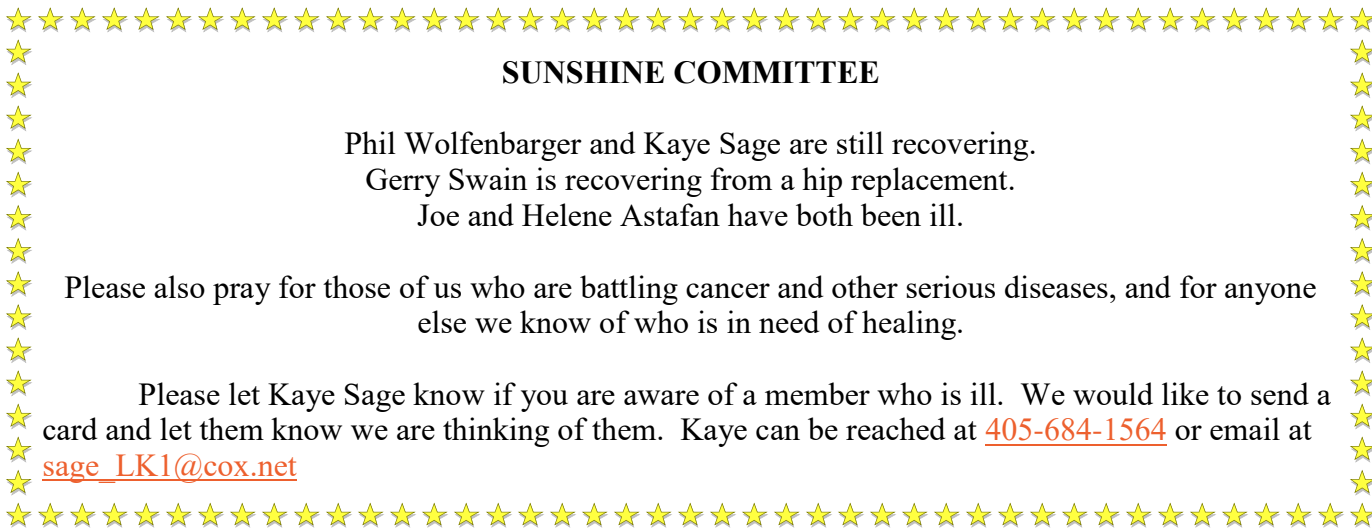 SUNSHINE COMMITTEE
Phil Wolfenbarger and Kaye Sage are still recovering.
Gerry Swain is recovering from a hip replacement.
Joe and Helene Astafan have both been ill.
Please also pray for those of us who are battling cancer and other serious diseases, and for anyone
else we know of who is in need of healing.
Please let Kaye Sage know if you are aware of a member who is ill.  We would like to send a
card and let them know we are thinking of them.  Kaye can be reached at 405-684-1564 or email at
sage_LK1@cox.net